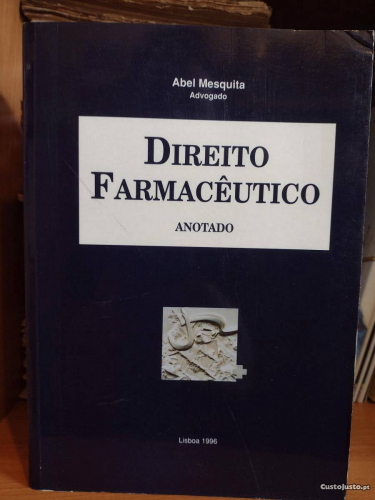 Abel Mesquita
Advogado
DIREITO
FARMACÊUTICO
ANOTADO
Lisboa 1996
CustoJusto.pt